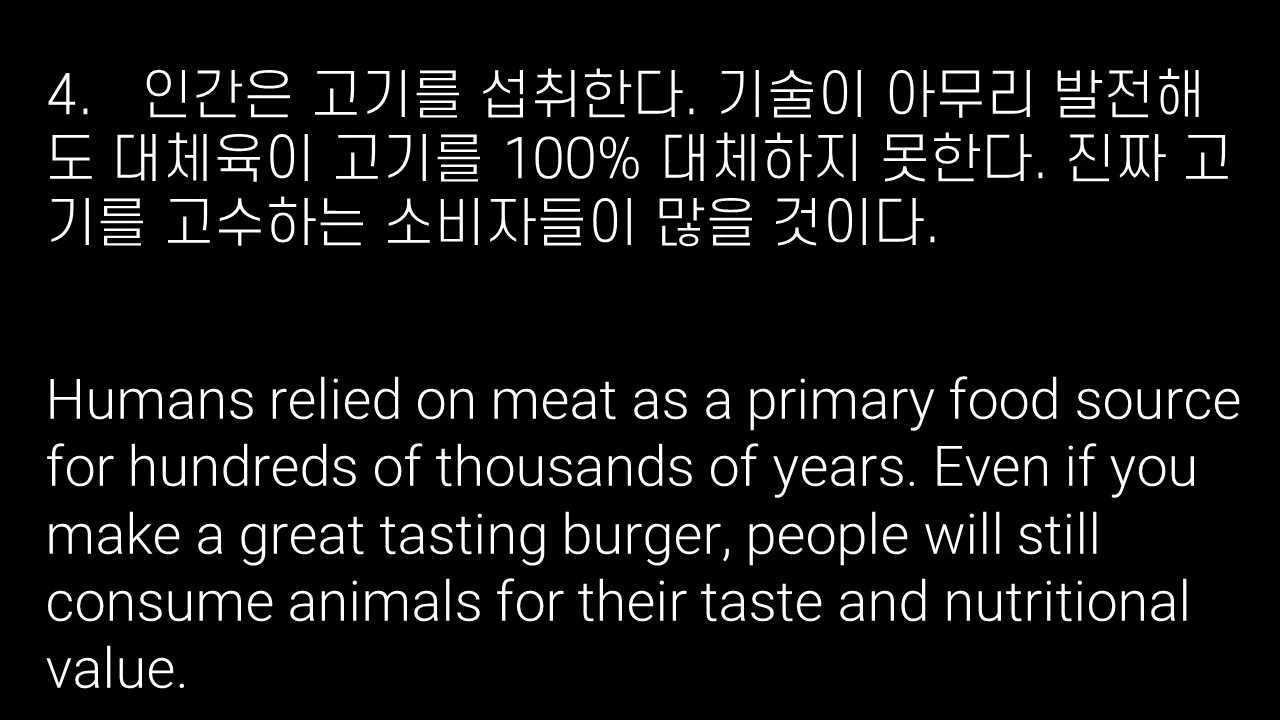 4. 인간은 고기를 섭취한다. 기술이 아무리 발전해
도 대체육이 고기를 100% 대체하지 못한다. 진짜 고
기를 고수하는 소비자들이 많을 것이다.
Humans relied on meat as a primary food source
for hundreds of thousands of years. Even if you
make a great tasting burger, people will still
consume animals for their taste and nutritional
value.